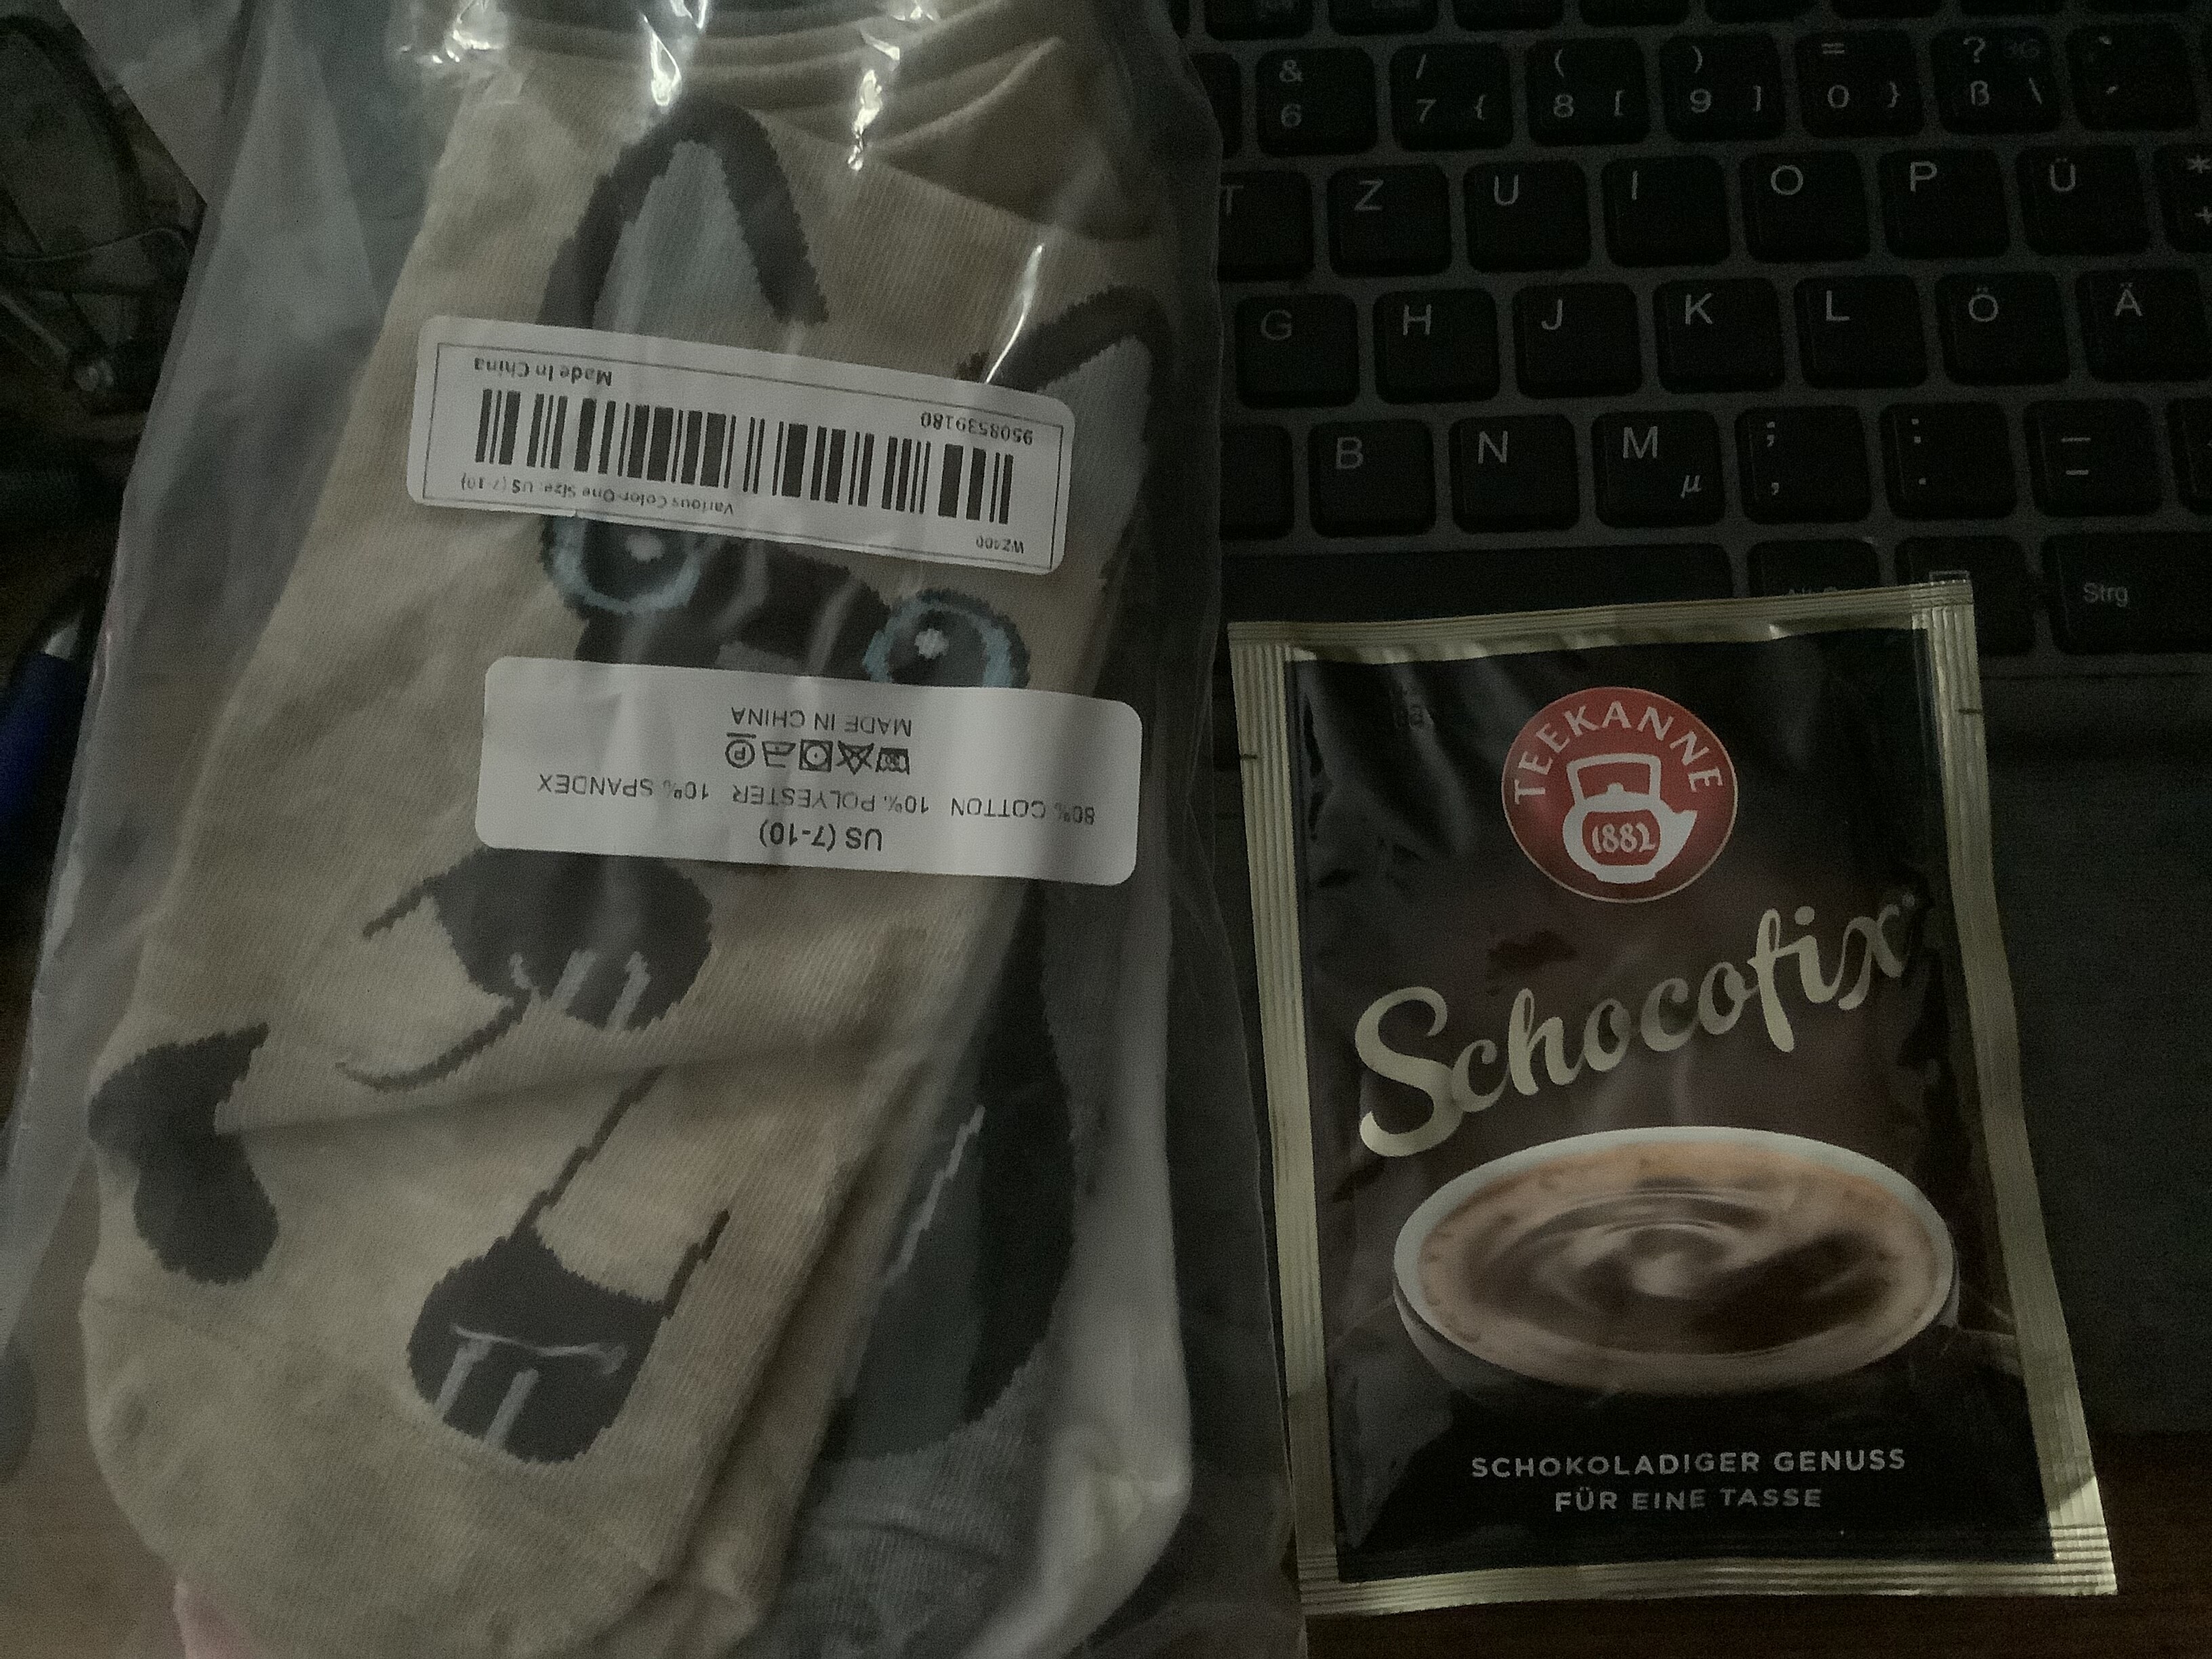 Made In China
9508539180
Various Color-One Size: US (7-10)
WZ400
MADE IN CHINA
80% COTTON 10% POLYESTER 10% SPANDEX
US (7-10)
& 6
/ 7 {
( 8 [
) 9 ]
= 0 }
? ß \
T Z U I O P Ü *
G H J K L Ö Ä
B N M µ ; , : . _ -
Strg
TEEKANNE
1882
Schocofix®
SCHOKOLADIGER GENUSS
FÜR EINE TASSE